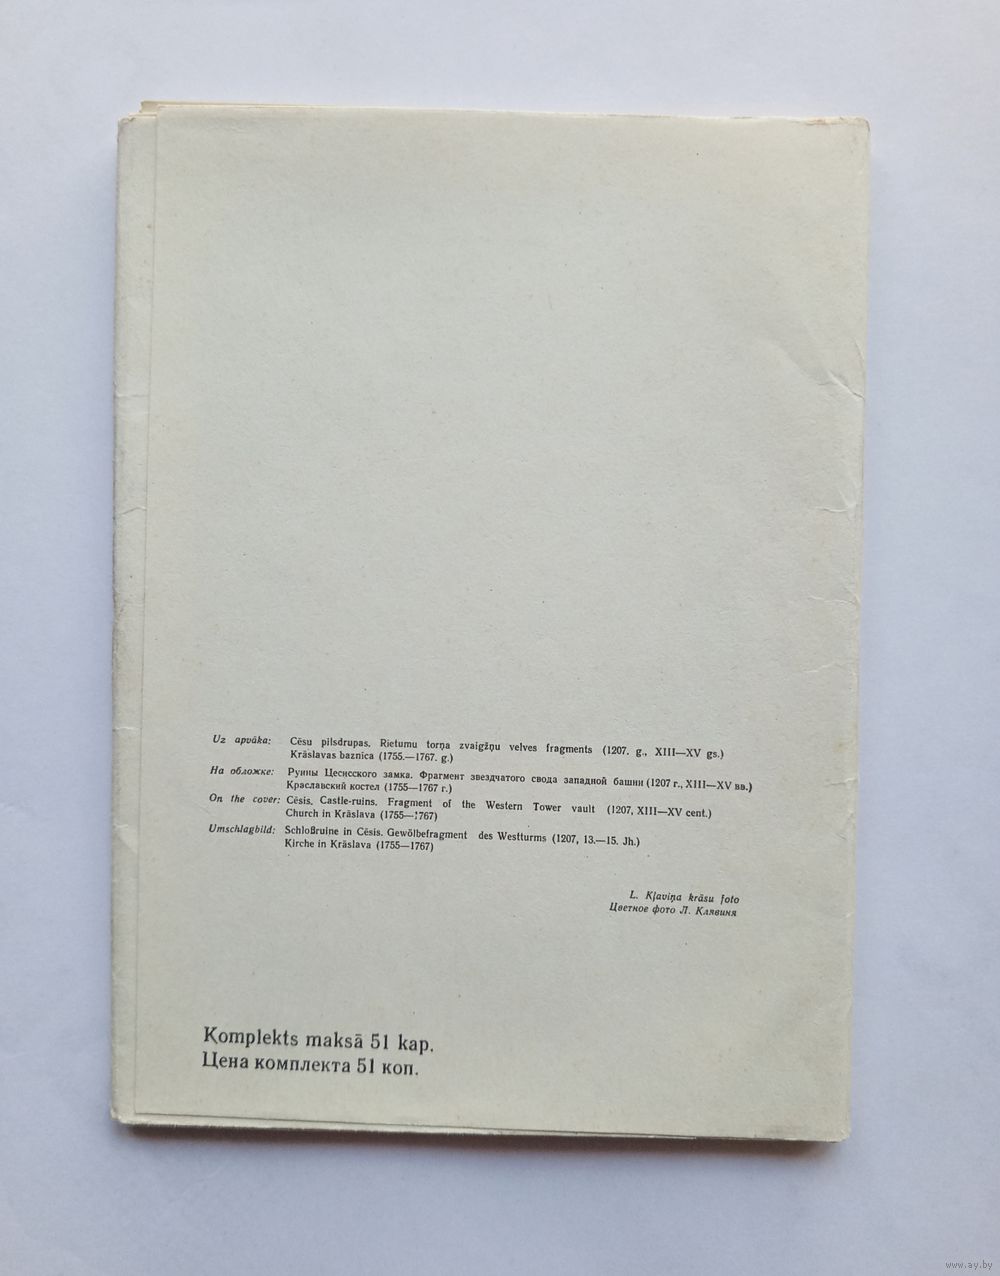 Uz apvāka: Cēsu pilsdrupas. Rietumu torņa zvaigžņu velves fragments (1207. g., XIII—XV gs.)
Krāslavas baznīca (1755.—1767. g.)
На обложке: Руины Цесисского замка. Фрагмент звездчатого свода западной башни (1207 г., XIII—XV вв.)
Краславский костел (1755—1767 г.)
On the cover: Cēsis. Castle-ruins. Fragment of the Western Tower vault (1207, XIII—XV cent.)
Church in Krāslava (1755—1767)
Umschlagbild: Schloßruine in Cēsis. Gewölbefragment des Westturms (1207, 13.—15. Jh.)
Kirche in Krāslava (1755—1767)
L. Kļaviņa krāsu foto
Цветное фото Л. Клявиня
Komplekts maksā 51 kap.
Цена комплекта 51 коп.
www.ay.by